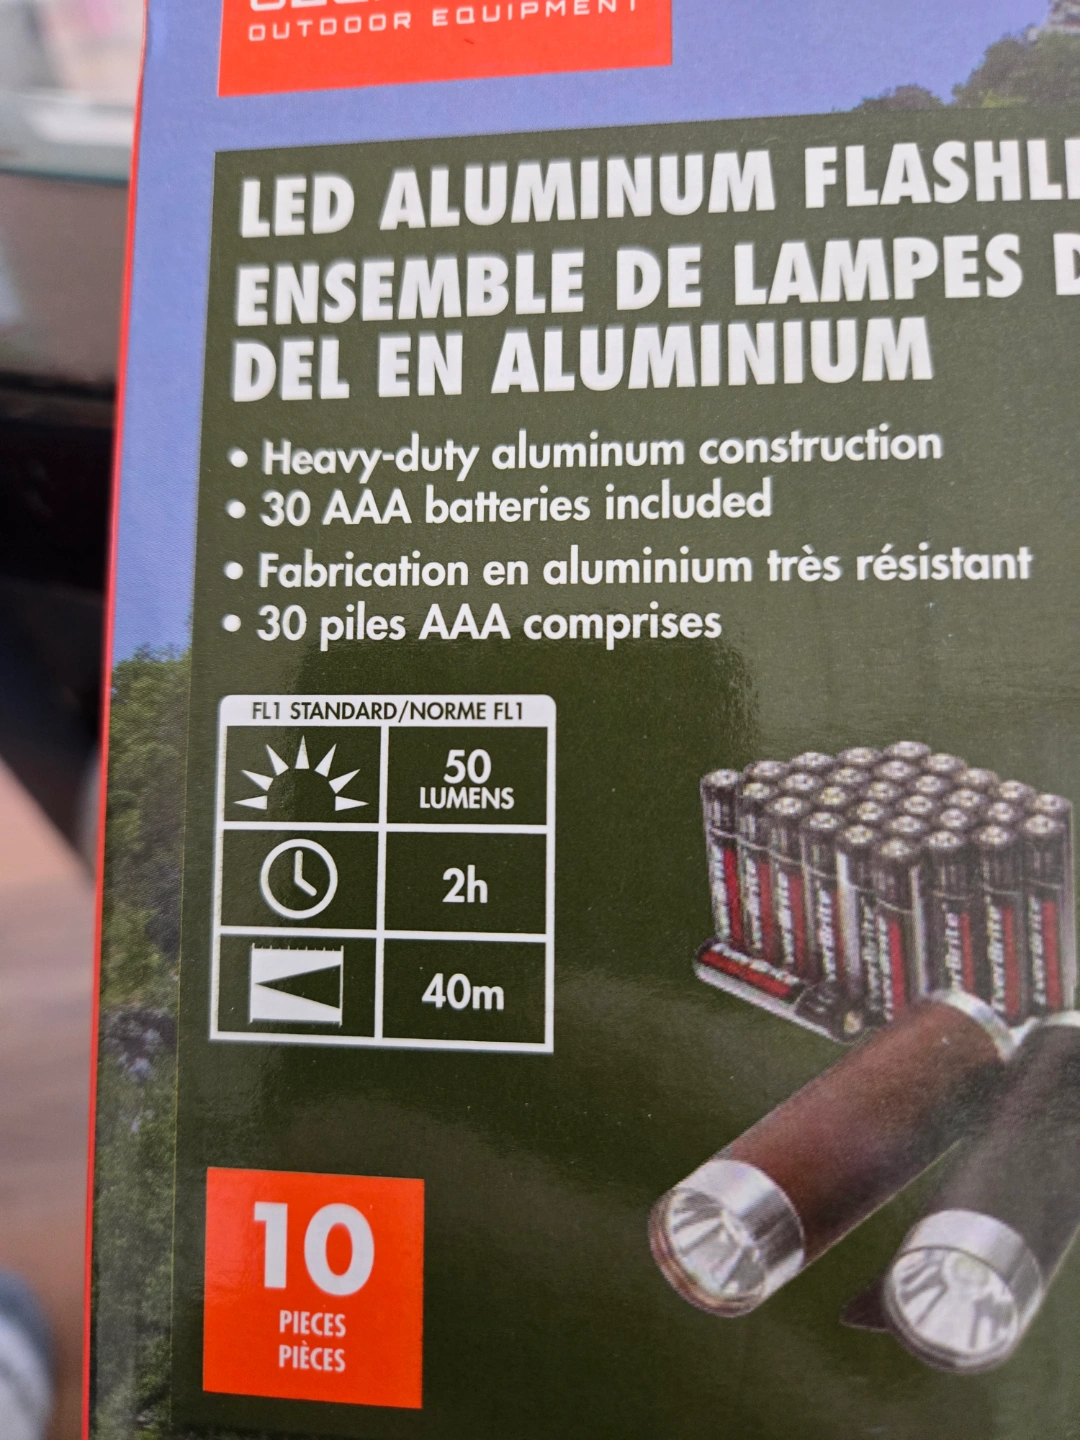 OUTDOOR EQUIPMENT
LED ALUMINUM FLASHLI
ENSEMBLE DE LAMPES D
DEL EN ALUMINIUM
• Heavy-duty aluminum construction
• 30 AAA batteries included
• Fabrication en aluminium très résistant
• 30 piles AAA comprises
FL1 STANDARD/NORME FL1
50
LUMENS
2h
40m
10
PIECES
PIÈCES